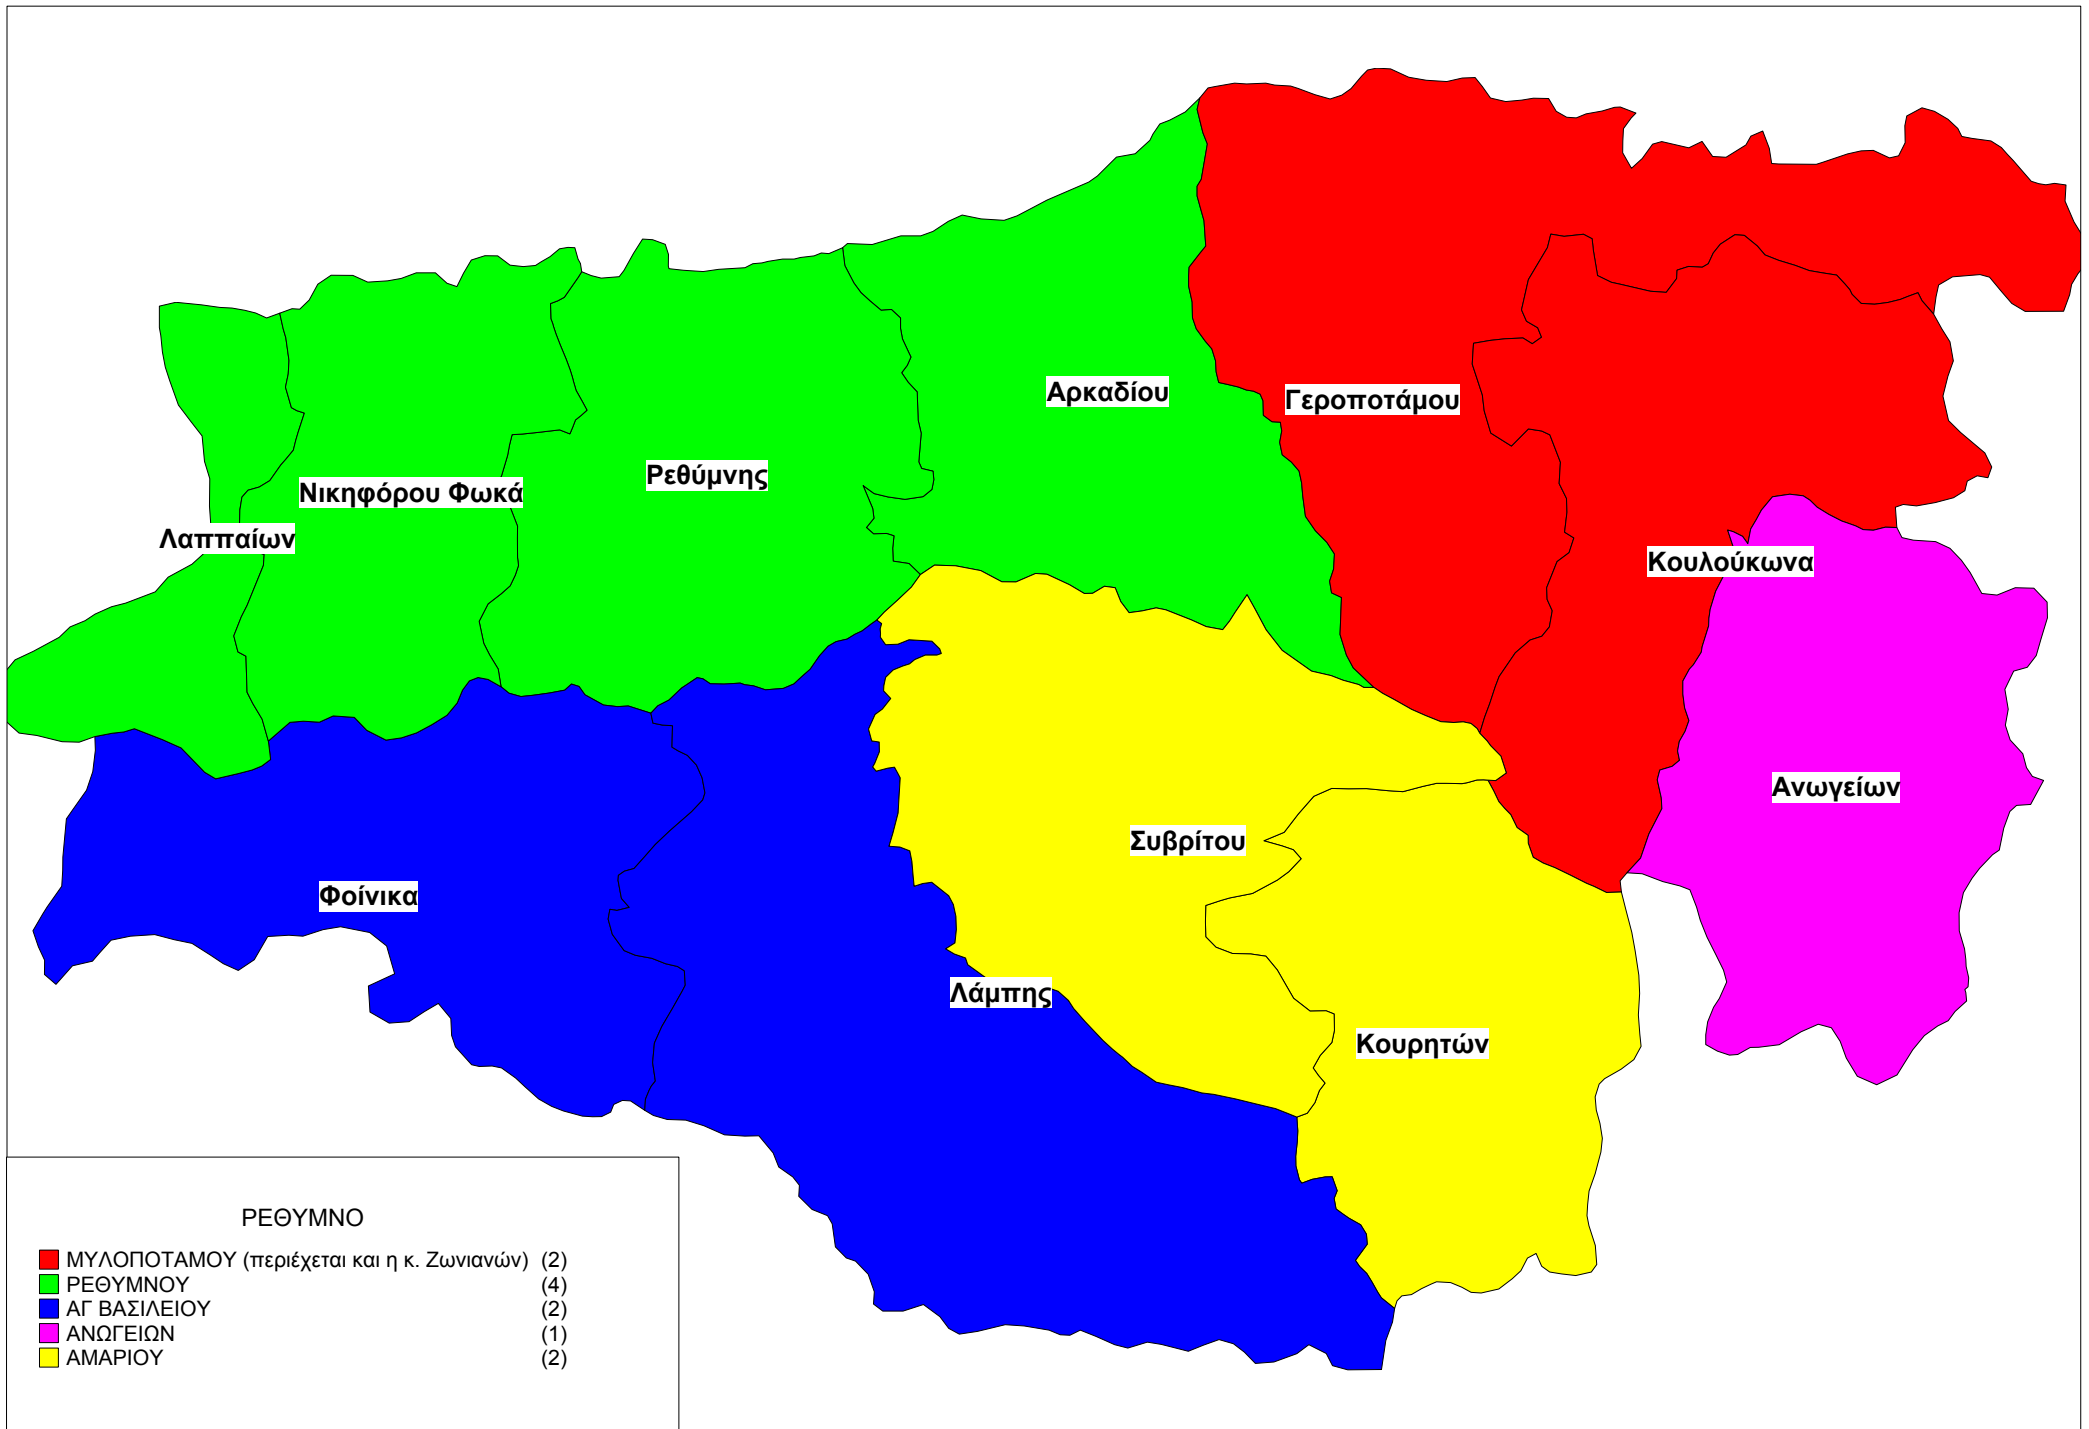 Αρκαδίου
Γεροποτάμου
Ρεθύμνης
Νικηφόρου Φωκά
Λαππαίων
Κουλούκωνα
Ανωγείων
Συβρίτου
Φοίνικα
Λάμπης
Κουρητών
ΡΕΘΥΜΝΟ
ΜΥΛΟΠΟΤΑΜΟΥ (περιέχεται και η κ. Ζωνιανών) (2)
ΡΕΘΥΜΝΟΥ (4)
ΑΓ ΒΑΣΙΛΕΙΟΥ (2)
ΑΝΩΓΕΙΩΝ (1)
ΑΜΑΡΙΟΥ (2)